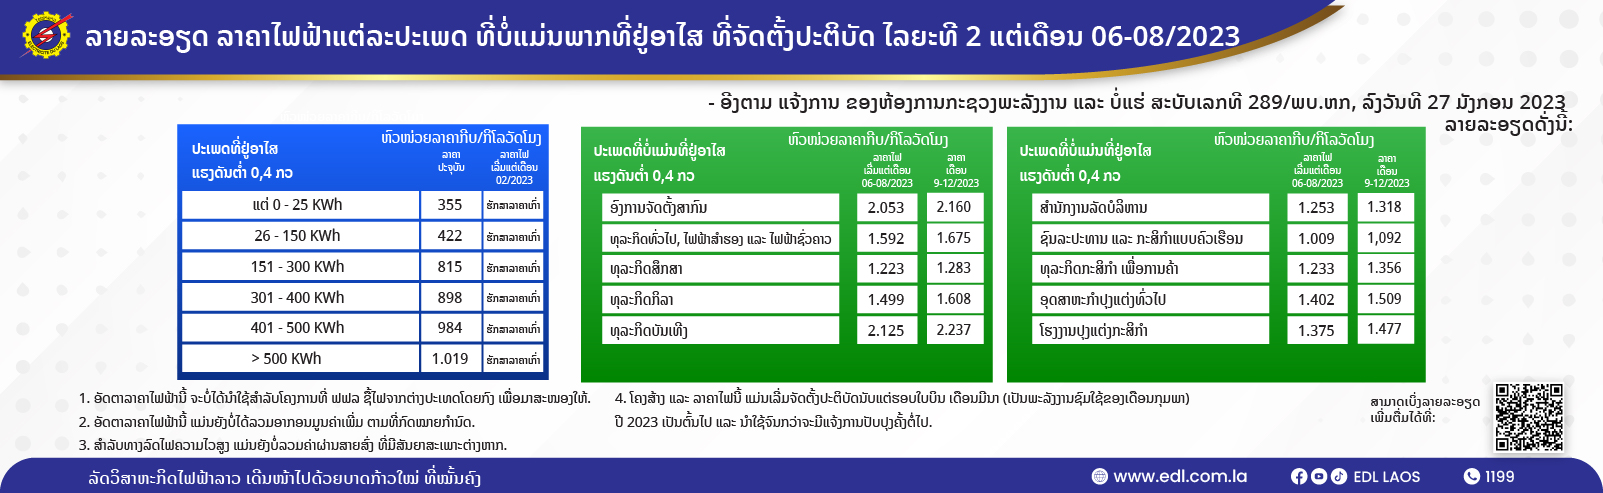 ລາຍລະອຽດ ລາຄາໄຟຟ້າແຕ່ລະປະເພດ ທີ່ບໍ່ແມ່ນພາກທີ່ຢູ່ອາໄສ ທີ່ຈັດຕັ້ງປະຕິບັດ ໄລຍະທີ 2 ແຕ່ເດືອນ 06-08/2023
- ອີງຕາມ ແຈ້ງການ ຂອງຫ້ອງການກະຊວງພະລັງງານ ແລະ ບໍ່ແຮ່ ສະບັບເລກທີ 289/ພບ.ຫກ, ລົງວັນທີ 27 ມັງກອນ 2023
ລາຍລະອຽດດັ່ງນີ້:
ປະເພດທີ່ຢູ່ອາໄສ
ແຮງດັນຕ່ຳ 0,4 ກວ
ຫົວໜ່ວຍລາຄາກີບ/ກິໂລວັດໂມງ
ລາຄາ
ປະຈຸບັນ
ລາຄາໄຟ
ເລີ່ມແຕ່ເດືອນ
02/2023
ແຕ່ 0 - 25 KWh 355 ຮັກສາລາຄາເກົ່າ
26 - 150 KWh 422 ຮັກສາລາຄາເກົ່າ
151 - 300 KWh 815 ຮັກສາລາຄາເກົ່າ
301 - 400 KWh 898 ຮັກສາລາຄາເກົ່າ
401 - 500 KWh 984 ຮັກສາລາຄາເກົ່າ
> 500 KWh 1.019 ຮັກສາລາຄາເກົ່າ
ປະເພດທີ່ບໍ່ແມ່ນທີ່ຢູ່ອາໄສ
ແຮງດັນຕ່ຳ 0,4 ກວ
ຫົວໜ່ວຍລາຄາກີບ/ກິໂລວັດໂມງ
ລາຄາໄຟ
ເລີ່ມແຕ່ເດືອນ
06-08/2023
ລາຄາ
ເດືອນ
9-12/2023
ອົງການຈັດຕັ້ງສາກົນ 2.053 2.160
ທຸລະກິດທົ່ວໄປ, ໄຟຟ້າສຳຮອງ ແລະ ໄຟຟ້າຊົ່ວຄາວ 1.592 1.675
ທຸລະກິດສຶກສາ 1.223 1.283
ທຸລະກິດກິລາ 1.499 1.608
ທຸລະກິດບັນເທີງ 2.125 2.237
ປະເພດທີ່ບໍ່ແມ່ນທີ່ຢູ່ອາໄສ
ແຮງດັນຕ່ຳ 0,4 ກວ
ຫົວໜ່ວຍລາຄາກີບ/ກິໂລວັດໂມງ
ລາຄາໄຟ
ເລີ່ມແຕ່ເດືອນ
06-08/2023
ລາຄາ
ເດືອນ
9-12/2023
ສຳນັກງານລັດບໍລິຫານ 1.253 1.318
ຊົນລະປະທານ ແລະ ກະສິກຳແບບຄົວເຮືອນ 1.009 1,092
ທຸລະກິດກະສິກຳ ເພື່ອການຄ້າ 1.233 1.356
ອຸດສາຫະກຳປຸງແຕ່ງທົ່ວໄປ 1.402 1.509
ໂຮງງານປຸງແຕ່ງກະສິກຳ 1.375 1.477
1. ອັດຕາລາຄາໄຟຟ້ານີ້ ຈະບໍ່ໄດ້ນຳໃຊ້ສຳລັບໂຄງການທີ່ ຟຟລ ຊື້ໄຟຈາກຕ່າງປະເທດໂດຍກົງ ເພື່ອມາສະໜອງໃຫ້.
2. ອັດຕາລາຄາໄຟຟ້ານີ້ ແມ່ນຍັງບໍ່ໄດ້ລວມອາກອນມູນຄ່າເພີ່ມ ຕາມທີ່ກົດໝາຍກຳນົດ.
3. ສຳລັບທາງລົດໄຟຄວາມໄວສູງ ແມ່ນຍັງບໍ່ລວມຄ່າຜ່ານສາຍສົ່ງ ທີ່ມີສັນຍາສະເພາະຕ່າງຫາກ.
4. ໂຄງສ້າງ ແລະ ລາຄາໄຟນີ້ ແມ່ນເລີ່ມຈັດຕັ້ງປະຕິບັດນັບແຕ່ຮອບໃບບິນ ເດືອນມີນາ (ເປັນພະລັງງານຊົມໃຊ້ຂອງເດືອນກຸມພາ)
ປີ 2023 ເປັນຕົ້ນໄປ ແລະ ນຳໃຊ້ຈົນກວ່າຈະມີແຈ້ງການປັບປຸງຄັ້ງຕໍ່ໄປ.
ສາມາດເບິ່ງລາຍລະອຽດ
ເພີ່ມຕື່ມໄດ້ທີ່:
ລັດວິສາຫະກິດໄຟຟ້າລາວ ເດີນໜ້າໄປດ້ວຍບາດກ້າວໃໝ່ ທີ່ໝັ້ນຄົງ
www.edl.com.la
EDL LAOS
1199